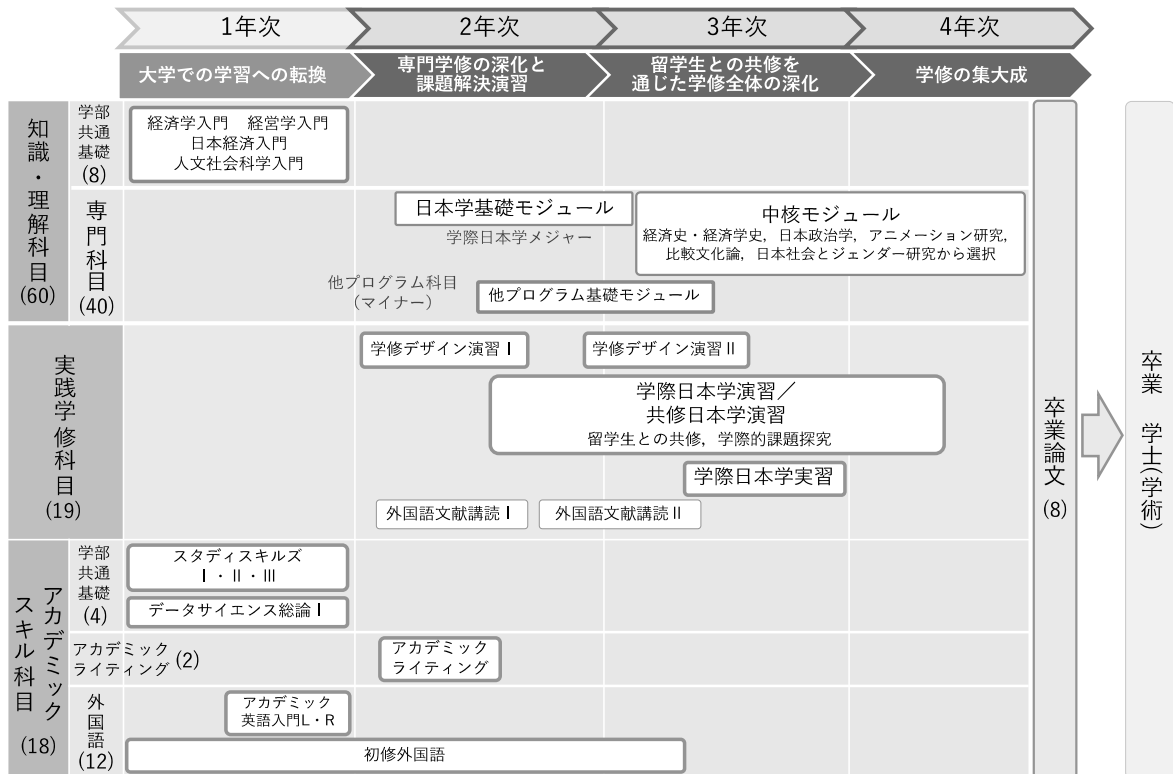 1年次
2年次
3年次
4年次
大学での学習への転換
専門学修の深化と
課題解決演習
留学生との共修を
通じた学修全体の深化
学修の集大成
知識・理解科目
(60)
学部
共通
基礎
(8)
経済学入門　経営学入門
日本経済入門
人文社会科学入門
専門科目
(40)
日本学基礎モジュール
学際日本学メジャー
中核モジュール
経済史・経済学史，日本政治学，アニメーション研究，
比較文化論，日本社会とジェンダー研究から選択
他プログラム科目
（マイナー）
他プログラム基礎モジュール
実践学修科目
(19)
学修デザイン演習Ⅰ
学修デザイン演習Ⅱ
学際日本学演習／
共修日本学演習
留学生との共修，学際的課題探究
学際日本学実習
外国語文献講読Ⅰ
外国語文献講読Ⅱ
アカデミック
スキル科目
(18)
学部
共通
基礎
(4)
スタディスキルズ
Ⅰ・Ⅱ・Ⅲ
データサイエンス総論Ⅰ
アカデミック
ライティング
(2)
アカデミック
ライティング
外国語
(12)
アカデミック
英語入門L・R
初修外国語
卒業論文
(8)
卒業　学士(学術)